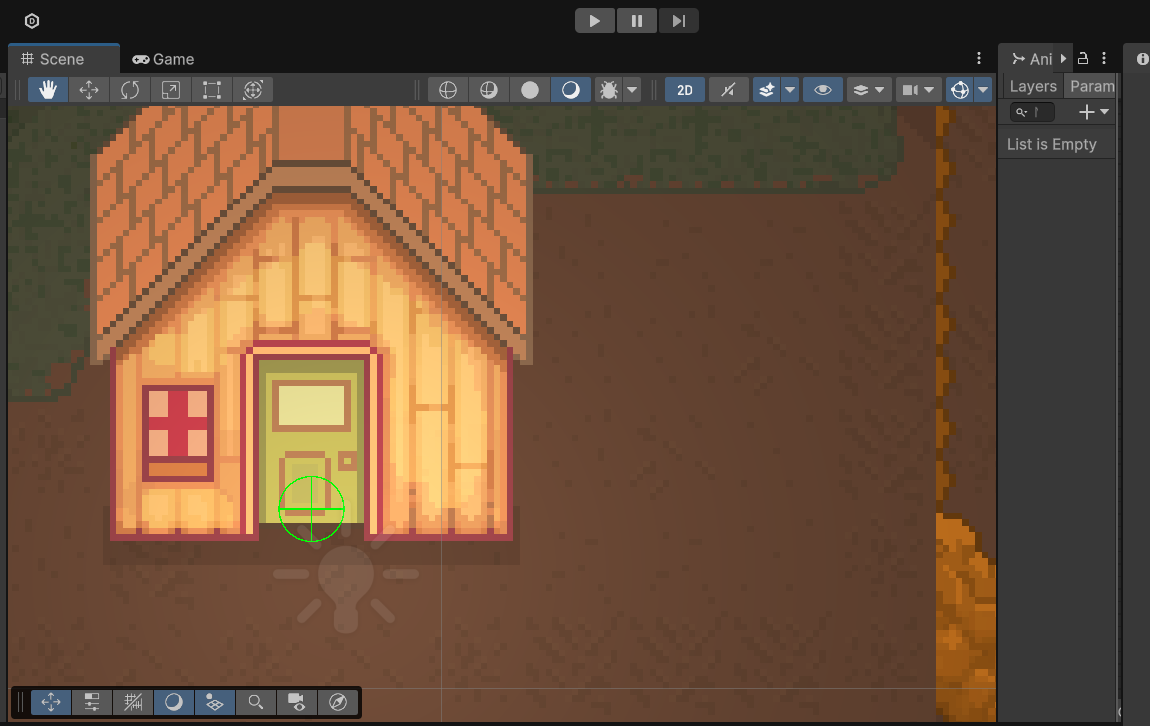 Scene
Game
Ani
2D
Layers
Param
List is Empty